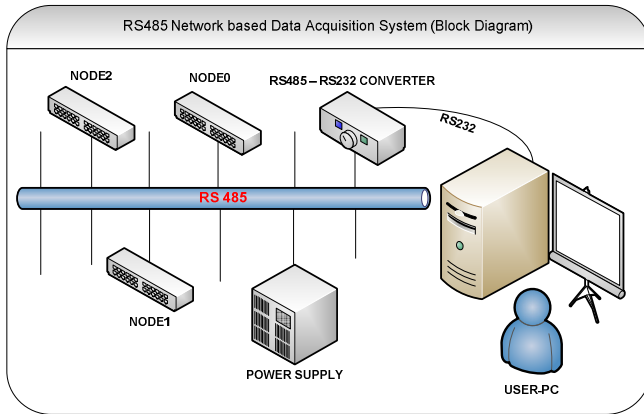 RS485 Network based Data Acquisition System (Block Diagram)
NODE2
NODE0
RS485 – RS232 CONVERTER
RS232
RS 485
NODE1
POWER SUPPLY
USER-PC